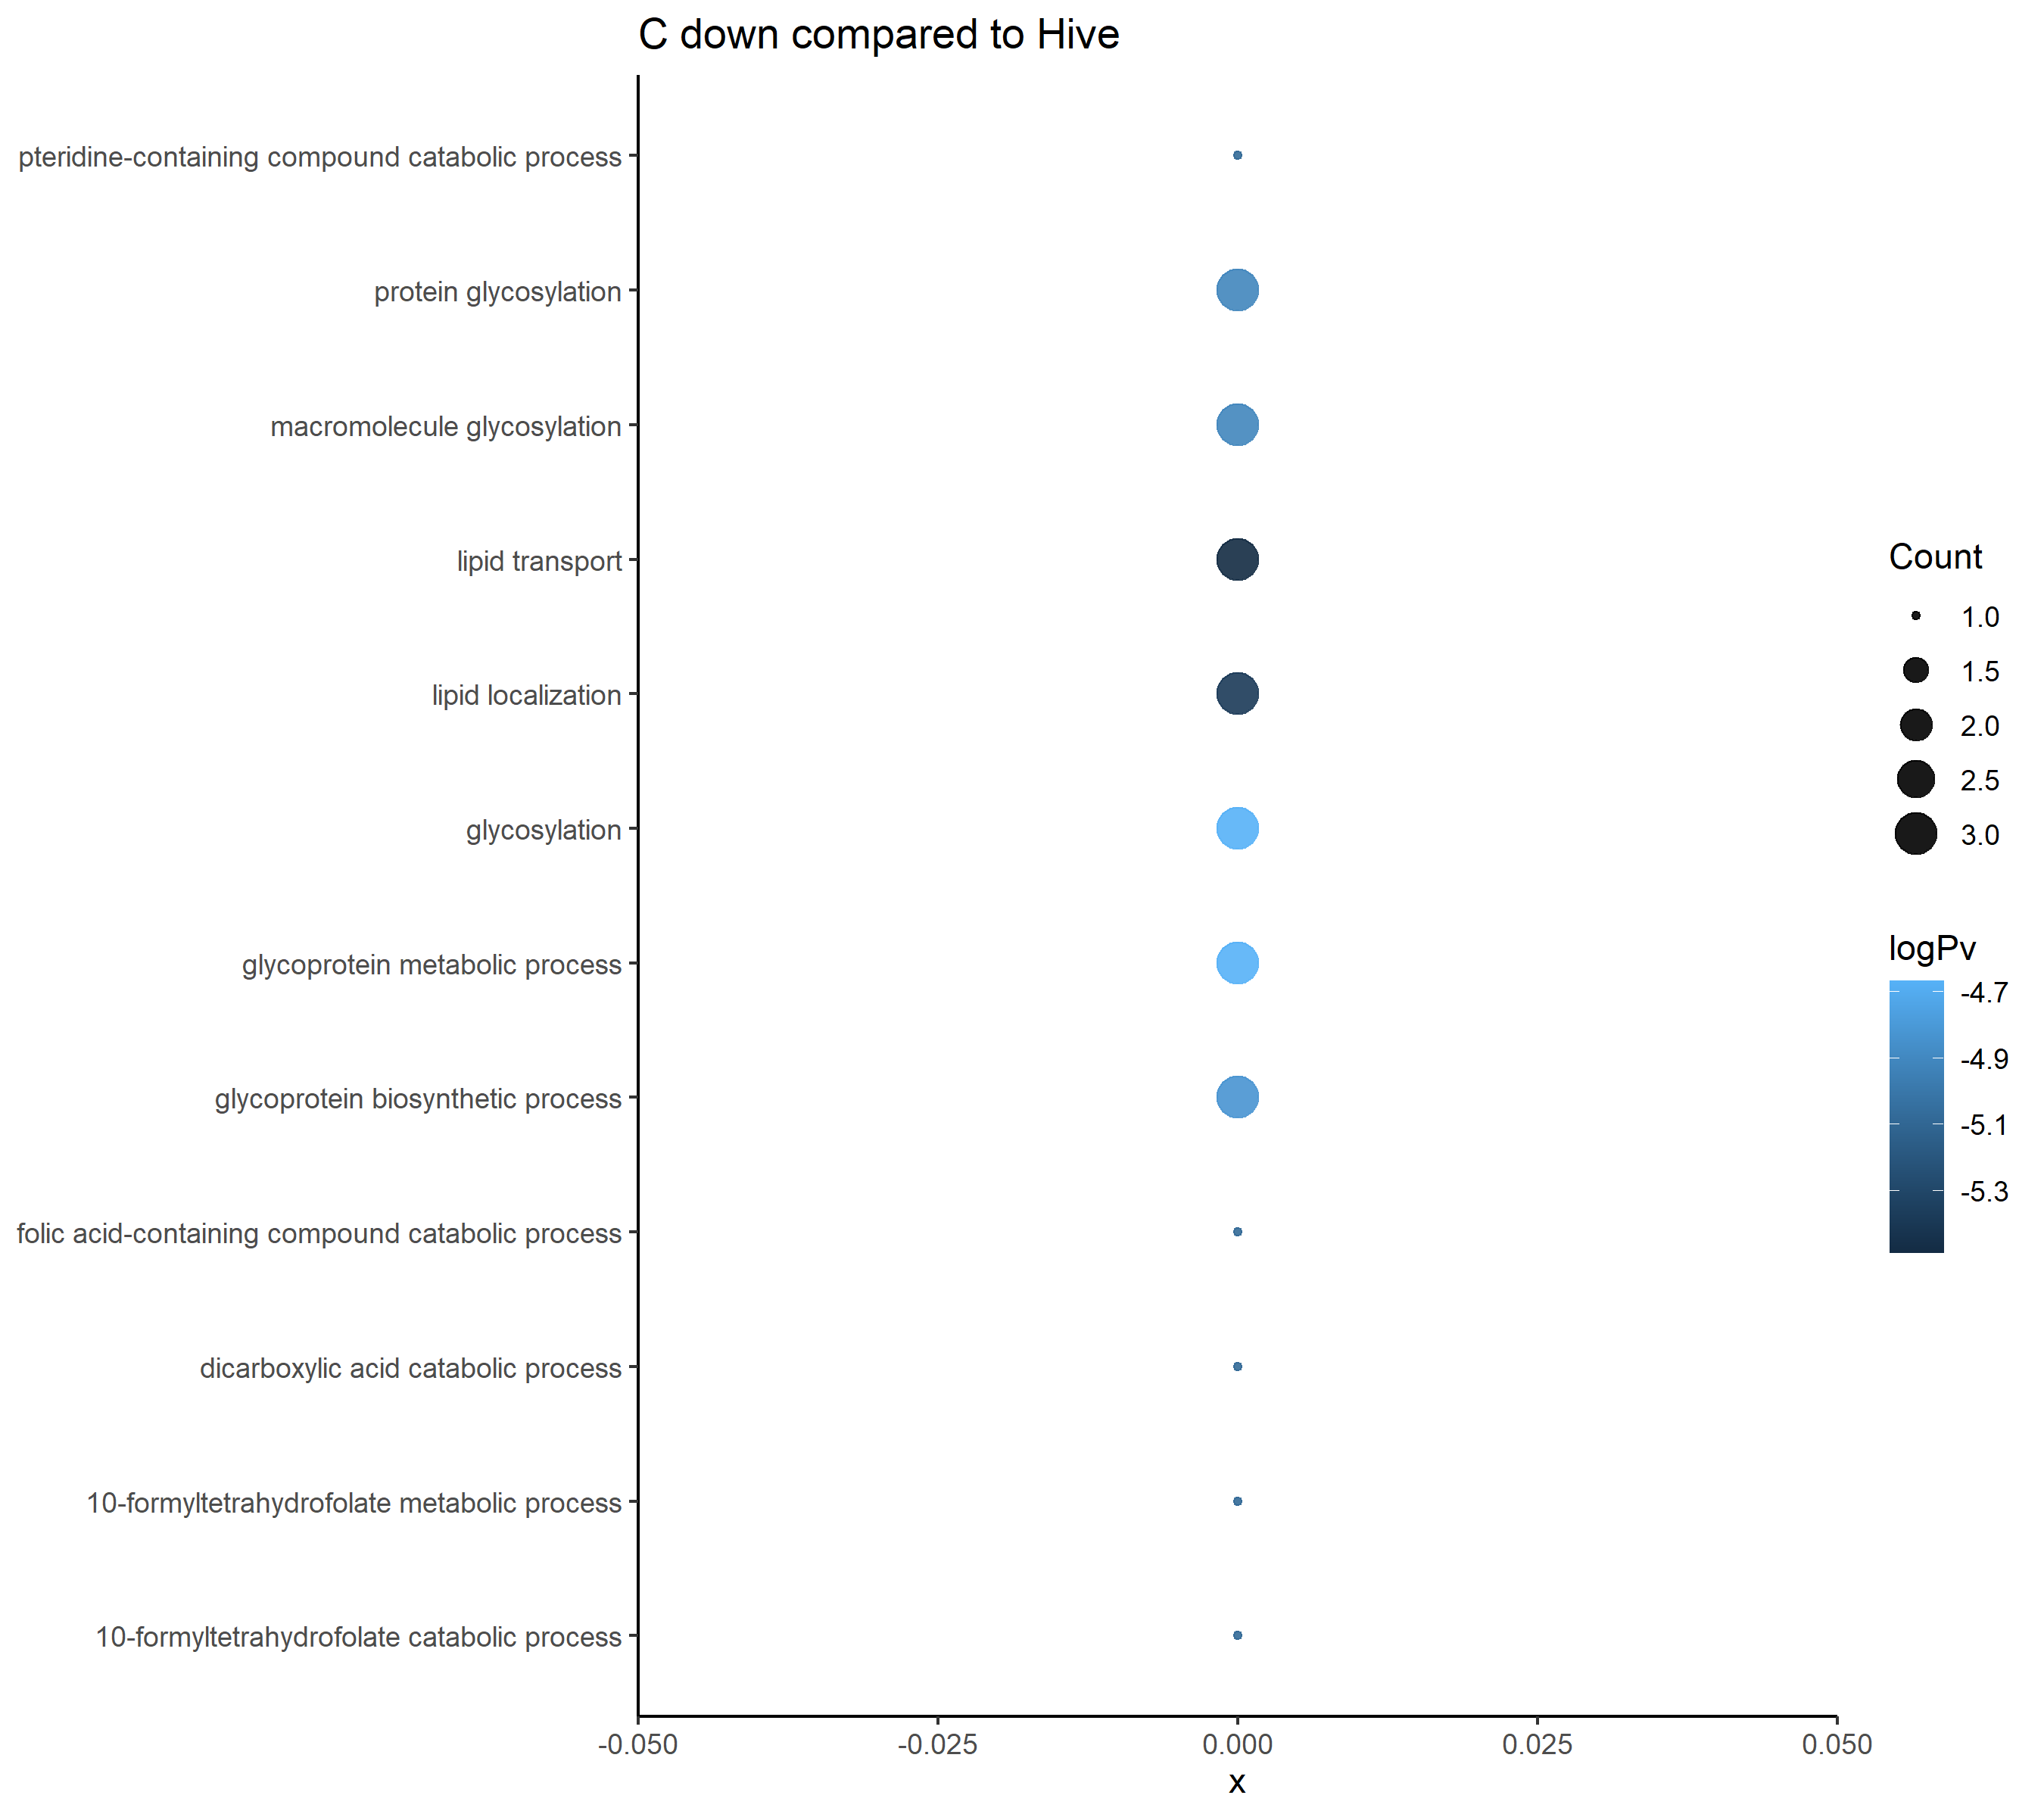 C down compared to Hive
pteridine-containing compound catabolic process
protein glycosylation
macromolecule glycosylation
lipid transport
lipid localization
glycosylation
glycoprotein metabolic process
glycoprotein biosynthetic process
folic acid-containing compound catabolic process
dicarboxylic acid catabolic process
10-formyltetrahydrofolate metabolic process
10-formyltetrahydrofolate catabolic process
-0.050 -0.025 0.000 0.025 0.050
x
Count
1.0
1.5
2.0
2.5
3.0
logPv
-4.7
-4.9
-5.1
-5.3